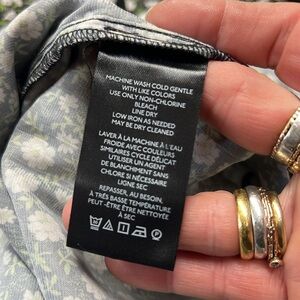 MACHINE WASH COLD GENTLE
WITH LIKE COLORS
USE ONLY NON-CHLORINE
BLEACH
LINE DRY
LOW IRON AS NEEDED
MAY BE DRY CLEANED
LAVER À LA MACHINE À L'EAU
FROIDE AVEC COULEURS
SIMILAIRES CYCLE DÉLICAT
UTILISER UN AGENT
DE BLANCHIMENT SANS
CHLORE SI NÉCESSAIRE
LIGNE SEC
REPASSER, AU BESOIN,
À TRÈS BASSE TEMPÉRATURE
PEUT-ÊTRE ÊTRE NETTOYÉE
À SEC
P